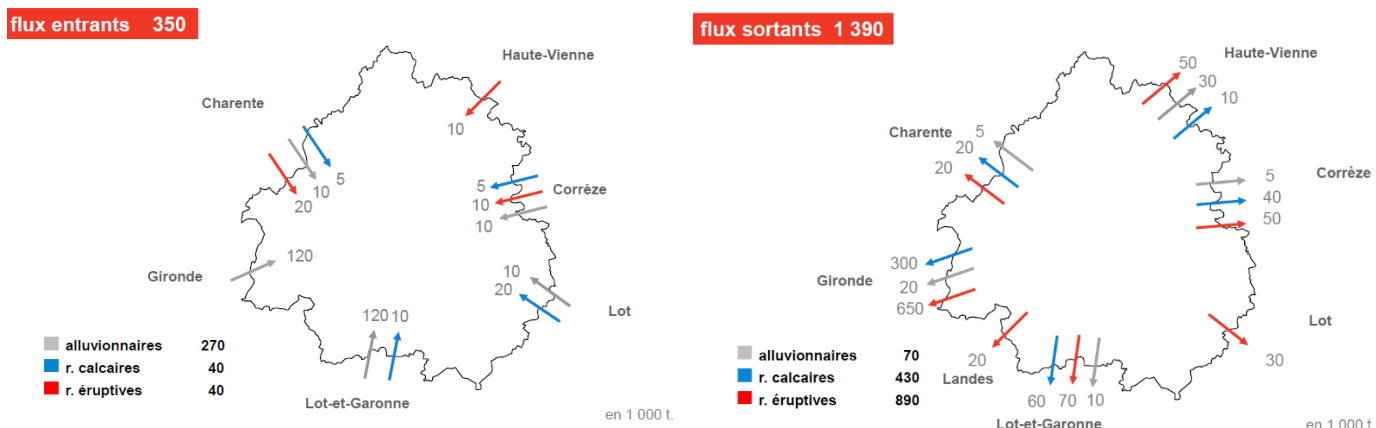 flux entrants 350
Haute-Vienne
10
Charente
5
10
20
5
10
10
Corrèze
Gironde
120
10
20
Lot
120 10
alluvionnaires 270
r. calcaires 40
r. éruptives 40
Lot-et-Garonne
en 1 000 t.
flux sortants 1 390
Haute-Vienne
50
30
10
Charente
5
20
20
5
40
50
Corrèze
Gironde
300
20
650
Lot
30
20
Landes
60 70 10
alluvionnaires 70
r. calcaires 430
r. éruptives 890
Lot-et-Garonne
en 1 000 t.